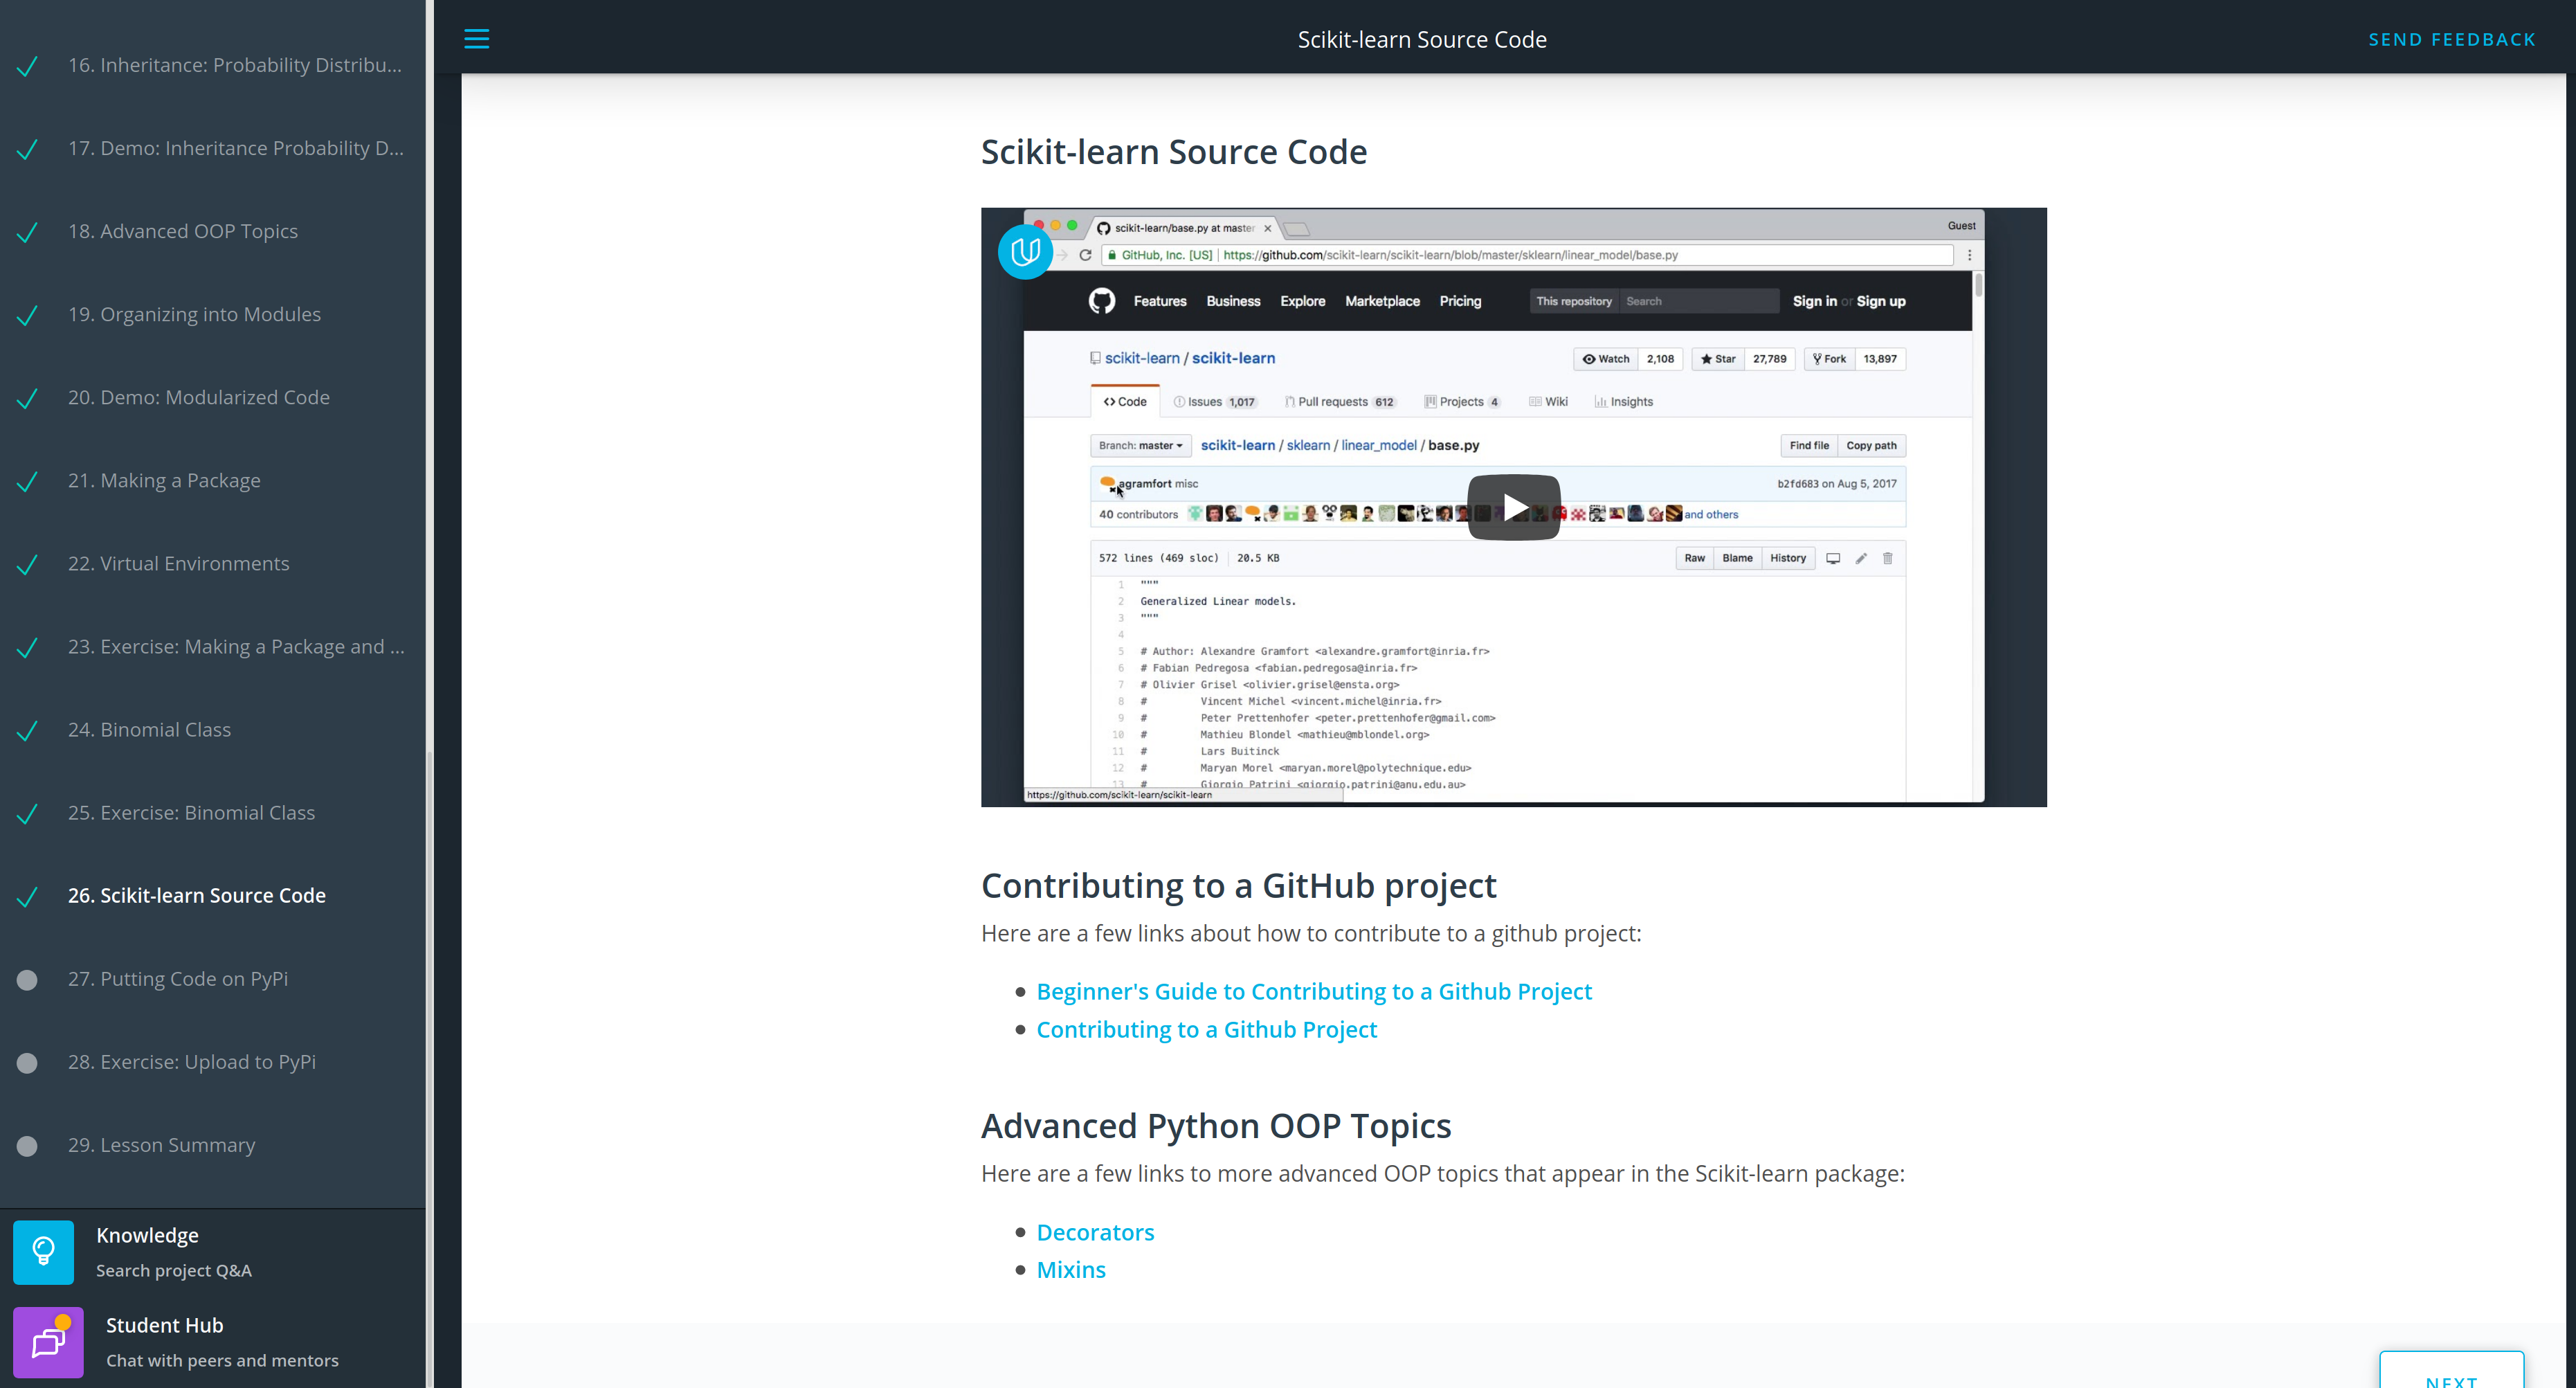 16. Inheritance: Probability Distribu...
17. Demo: Inheritance Probability D...
18. Advanced OOP Topics
19. Organizing into Modules
20. Demo: Modularized Code
21. Making a Package
22. Virtual Environments
23. Exercise: Making a Package and ...
24. Binomial Class
25. Exercise: Binomial Class
26. Scikit-learn Source Code
27. Putting Code on PyPi
28. Exercise: Upload to PyPi
29. Lesson Summary
Knowledge
Search project Q&A
Student Hub
Chat with peers and mentors
Scikit-learn Source Code
SEND FEEDBACK
Scikit-learn Source Code
scikit-learn/base.py at master
Guest
GitHub, Inc. [US] | https://github.com/scikit-learn/scikit-learn/blob/master/sklearn/linear_model/base.py
Features Business Explore Marketplace Pricing This repository Search Sign in or Sign up
scikit-learn / scikit-learn Watch 2,108 Star 27,789 Fork 13,897
<> Code Issues 1,017 Pull requests 612 Projects 4 Wiki Insights
Branch: master scikit-learn / sklearn / linear_model / base.py Find file Copy path
agramfort misc b2fd683 on Aug 5, 2017
40 contributors and others
572 lines (469 sloc) 20.5 KB Raw Blame History
1 """
2 Generalized Linear models.
3 """
4
5 # Author: Alexandre Gramfort <alexandre.gramfort@inria.fr>
6 # Fabian Pedregosa <fabian.pedregosa@inria.fr>
7 # Olivier Grisel <olivier.grisel@ensta.org>
8 # Vincent Michel <vincent.michel@inria.fr>
9 # Peter Prettenhofer <peter.prettenhofer@gmail.com>
10 # Mathieu Blondel <mathieu@mblondel.org>
11 # Lars Buitinck
12 # Maryan Morel <maryan.morel@polytechnique.edu>
13 # Giorgio Patrini <giorgio.patrini@anu.edu.au>
https://github.com/scikit-learn/scikit-learn
Contributing to a GitHub project
Here are a few links about how to contribute to a github project:
Beginner's Guide to Contributing to a Github Project
Contributing to a Github Project
Advanced Python OOP Topics
Here are a few links to more advanced OOP topics that appear in the Scikit-learn package:
Decorators
Mixins
NEXT